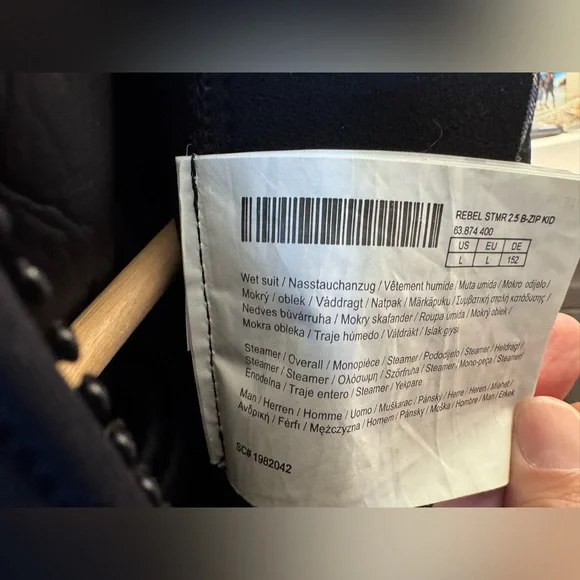 REBEL STMR 2.5 B-ZIP KID
63.874 400
US EU DE
L L 152
Wet suit / Nasstauchanzug / Vêtement humide / Muta umida / Mokro odijelo /
Mokrý / oblek / Våddragt / Natpak / Märkäpuku / Συμβατική στολή κατάδυσης /
Nedves búvárruha / Mokry skafander / Roupa úmida / Mokrý oblek /
Mokra obleka / Traje húmedo / Våtdräkt / Islak giysi
Steamer / Overall / Monopièce / Steamer / Pododijelo / Steamer / Heldragt /
Steamer / Steamer / Ολόσωμη / Szörfruha / Steamer / Mono-peça / Steamer /
Enodelna / Traje entero / Steamer / Yekpare
Man / Herren / Homme / Uomo / Muškarac / Pánský / Herre / Heren / Miehet /
Ανδρική / Férfi / Mężczyzna / Homem / Pánsky / Moška / Hombre / Man / Erkek
SC# 1982042